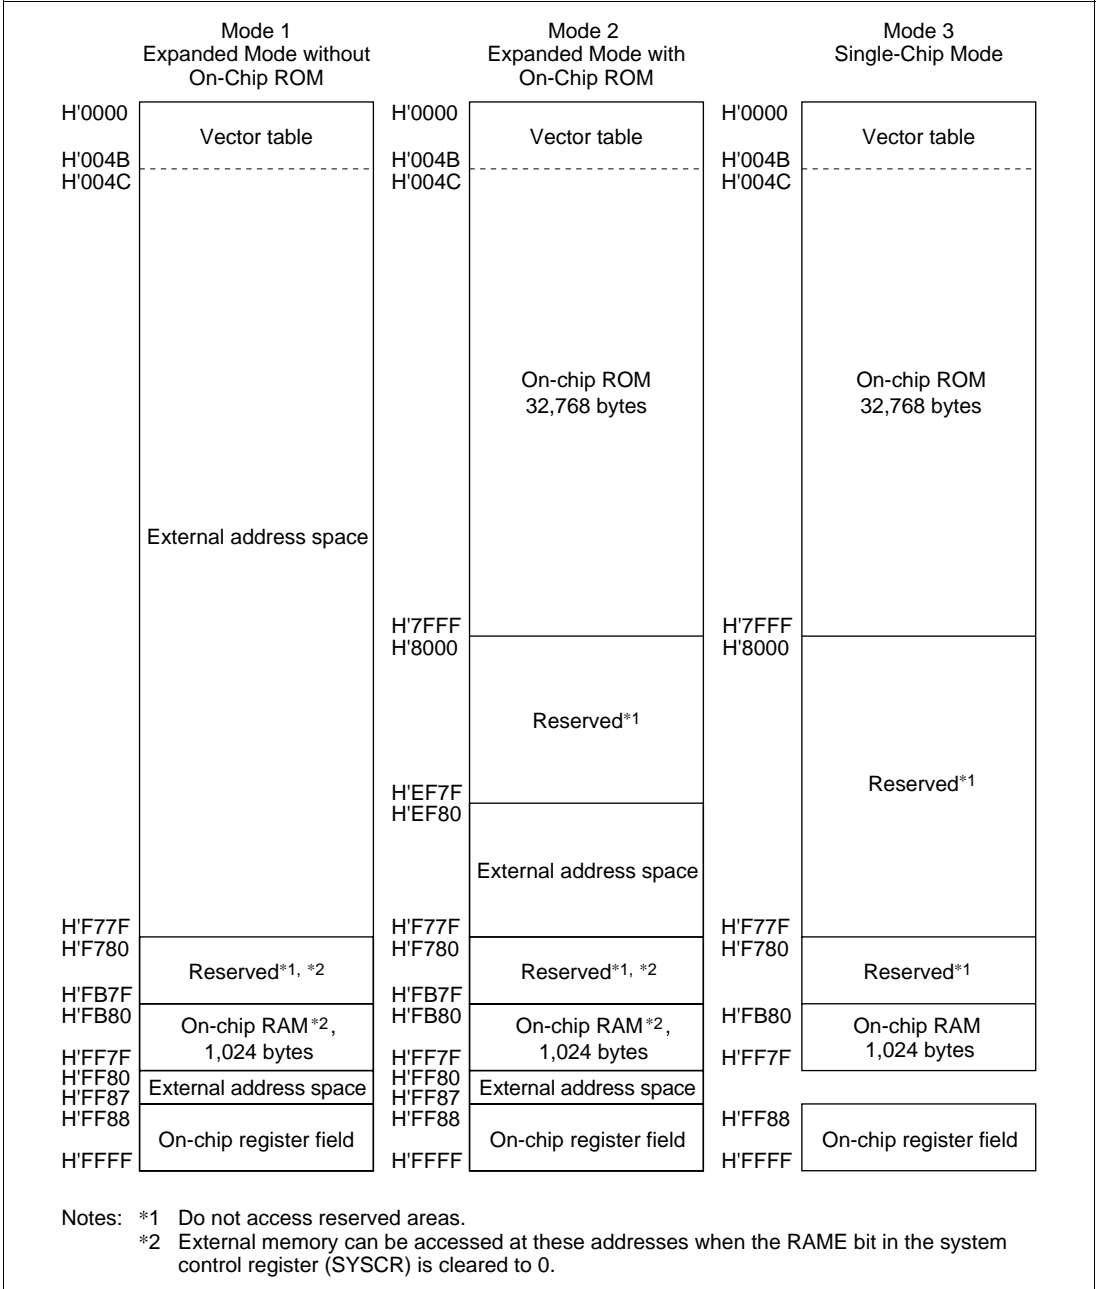 Mode 1
Expanded Mode without
On-Chip ROM
H'0000
Vector table
H'004B
H'004C
External address space
H'F77F
H'F780
Reserved*1, *2
H'FB7F
H'FB80
On-chip RAM*2,
1,024 bytes
H'FF7F
H'FF80
External address space
H'FF87
H'FF88
On-chip register field
H'FFFF
Mode 2
Expanded Mode with
On-Chip ROM
H'0000
Vector table
H'004B
H'004C
On-chip ROM
32,768 bytes
H'7FFF
H'8000
Reserved*1
H'EF7F
H'EF80
External address space
H'F77F
H'F780
Reserved*1, *2
H'FB7F
H'FB80
On-chip RAM*2,
1,024 bytes
H'FF7F
H'FF80
External address space
H'FF87
H'FF88
On-chip register field
H'FFFF
Mode 3
Single-Chip Mode
H'0000
Vector table
H'004B
H'004C
On-chip ROM
32,768 bytes
H'7FFF
H'8000
Reserved*1
H'F77F
H'F780
Reserved*1
H'FB80
On-chip RAM
1,024 bytes
H'FF7F
H'FF88
On-chip register field
H'FFFF
Notes: *1 Do not access reserved areas.
*2 External memory can be accessed at these addresses when the RAME bit in the system
control register (SYSCR) is cleared to 0.